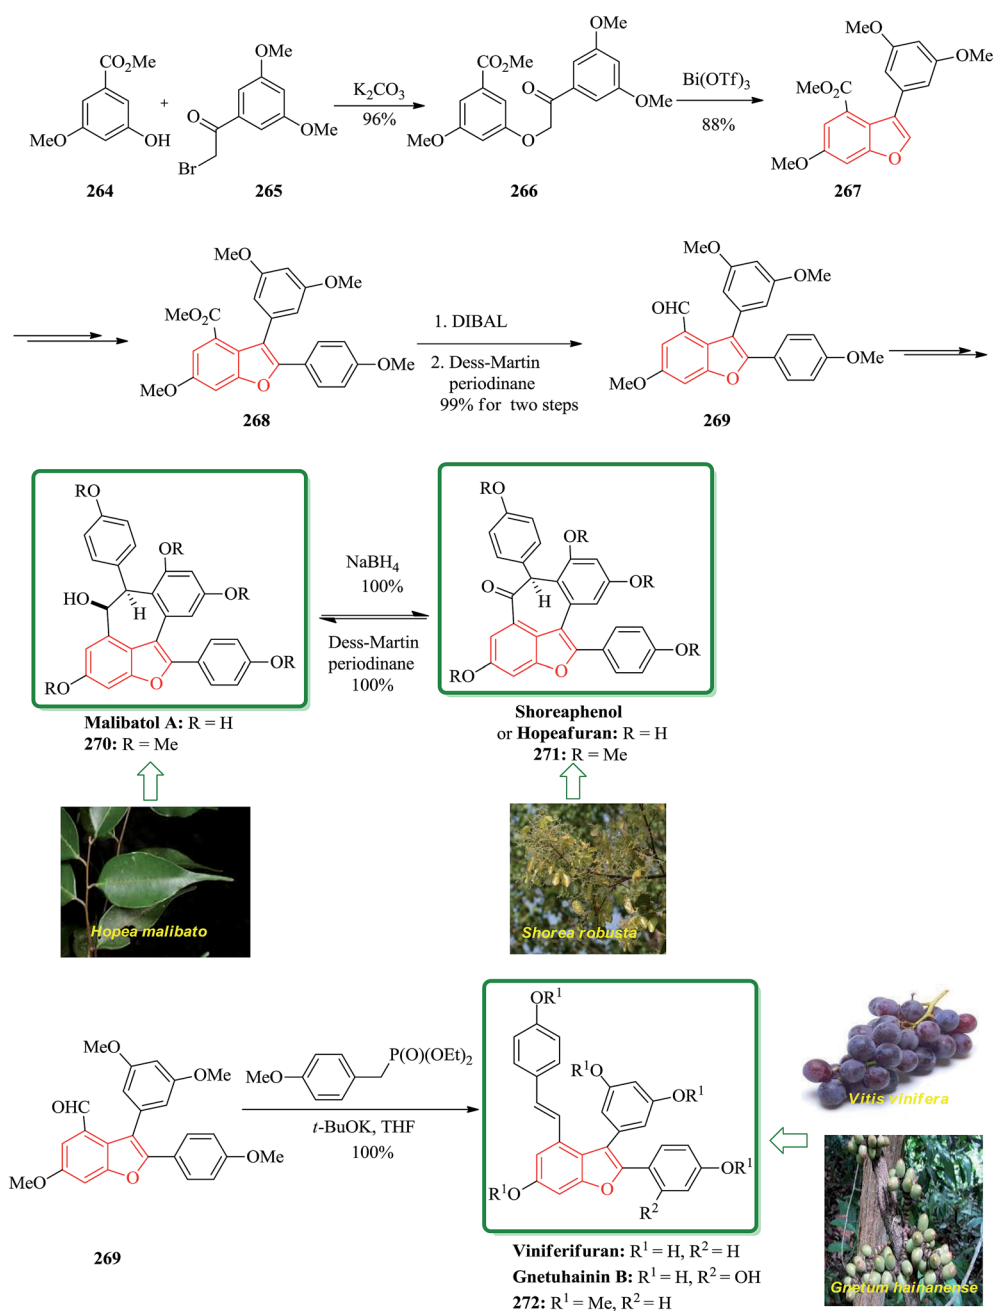 CO₂Me
MeO
OH
+
OMe
O
OMe
Br
K₂CO₃
96%
OMe
CO₂Me
O
OMe
MeO
O
Bi(OTf)₃
88%
MeO
OMe
MeO₂C
MeO
O
264
265
266
267
MeO
OMe
MeO₂C
OMe
MeO
O
268
1. DIBAL
2. Dess-Martin
periodinane
99% for two steps
MeO
OMe
OHC
OMe
MeO
O
269
RO
OR
OR
HO
H
OR
RO
O
NaBH₄
100%
Dess-Martin
periodinane
100%
RO
OR
OR
O
H
OR
RO
O
Malibatol A: R = H
270: R = Me
Shoreaphenol
or Hopeafuran: R = H
271: R = Me
Hopea malibato
Shorea robusta
MeO
OMe
OHC
OMe
MeO
O
269
P(O)(OEt)₂
MeO
t-BuOK, THF
100%
OR¹
R¹O
OR¹
OR¹
R¹O
O
R²
Vitis vinifera
Gnetum hainanense
Viniferifuran: R¹ = H, R² = H
Gnetuhainin B: R¹ = H, R² = OH
272: R¹ = Me, R² = H